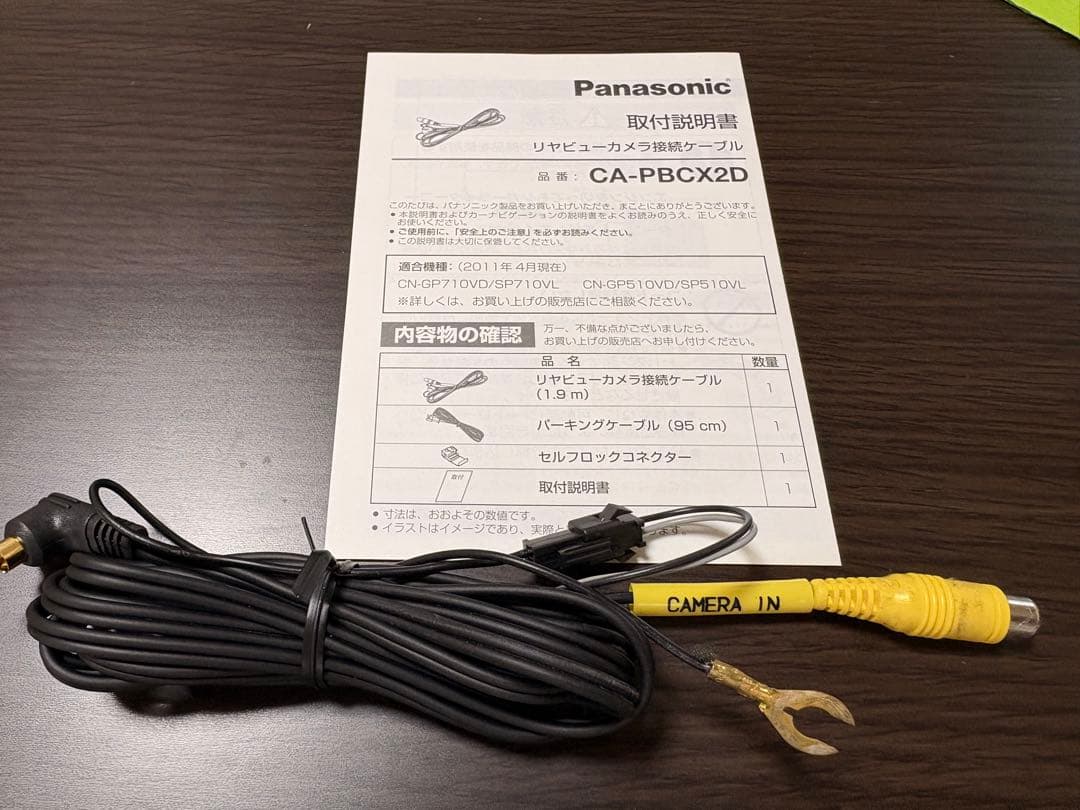 Panasonic
取付説明書
リヤビューカメラ接続ケーブル
品番: CA-PBCX2D
このたびは、パナソニック製品をお買い上げいただき、まことにありがとうございます。
● 本説明書およびカーナビゲーションの説明書をよくお読みのうえ、正しく安全に
お使いください。
● ご使用前に、「安全上のご注意」を必ずお読みください。
● この説明書は大切に保管してください。
適合機種:(2011年4月現在)
CN-GP710VD/SP710VL CN-GP510VD/SP510VL
※詳しくは、お買い上げの販売店にご相談ください。
内容物の確認
万一、不備な点がございましたら、
お買い上げの販売店へお申し付けください。
品名 数量
リヤビューカメラ接続ケーブル
(1.9 m) 1
パーキングケーブル(95 cm) 1
セルフロックコネクター 1
取付
取付説明書 1
● 寸法は、おおよその数値です。
● イラストはイメージであり、実際と
ます。
CAMERA IN